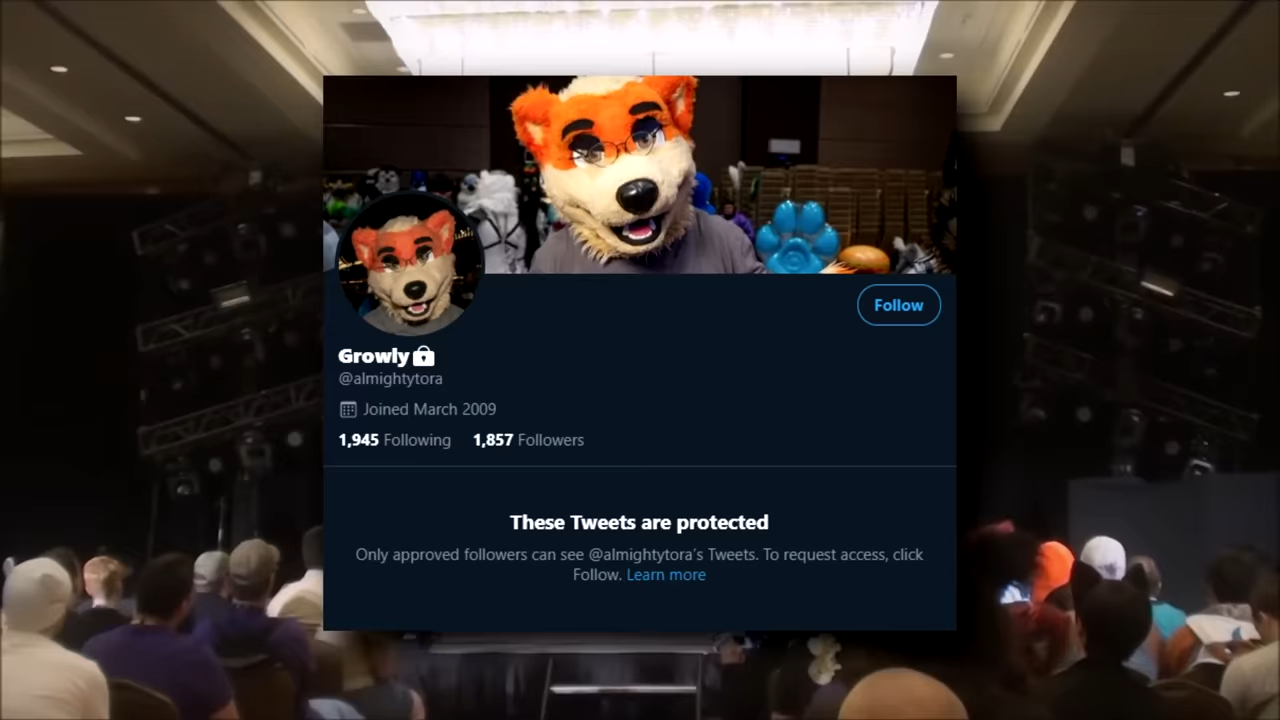 Follow
Growly
@almightytora
Joined March 2009
1,945 Following 1,857 Followers
These Tweets are protected
Only approved followers can see @almightytora's Tweets. To request access, click
Follow. Learn more